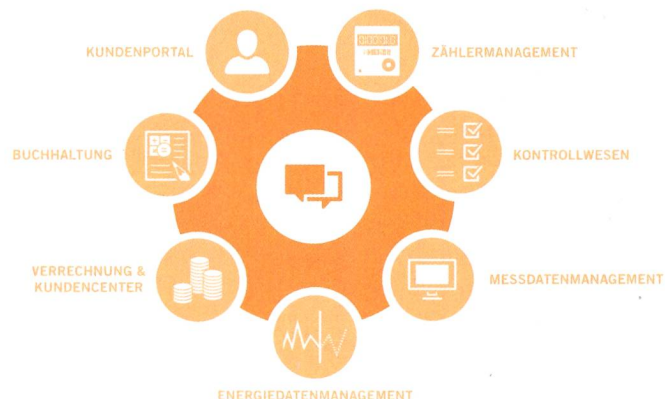 KUNDENPORTAL
ZÄHLERMANAGEMENT
BUCHHALTUNG
KONTROLLWESEN
VERRECHNUNG &
KUNDENCENTER
MESSDATENMANAGEMENT
ENERGIEDATENMANAGEMENT